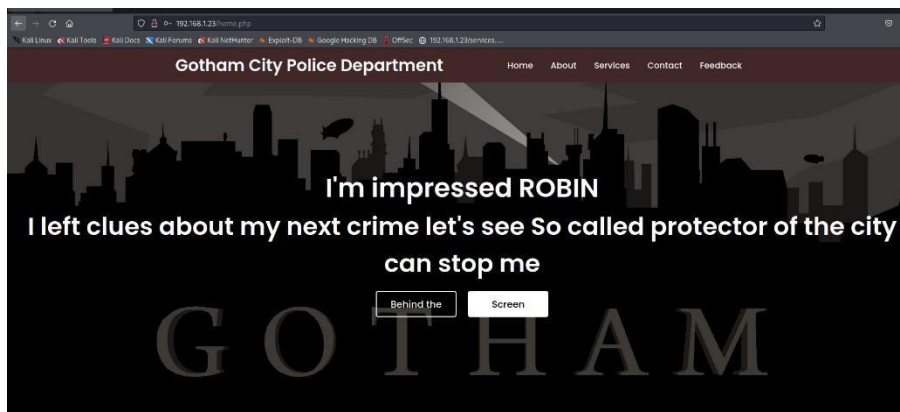 192.168.1.23/home.php
Kali Linux Kali Tools Kali Docs Kali Forums Kali NetHunter Exploit-DB Google Hacking DB OffSec 192.168.1.23/services....
Gotham City Police Department Home About Services Contact Feedback
I'm impressed ROBIN
I left clues about my next crime let's see So called protector of the city
can stop me
Behind the Screen
GOTHAM